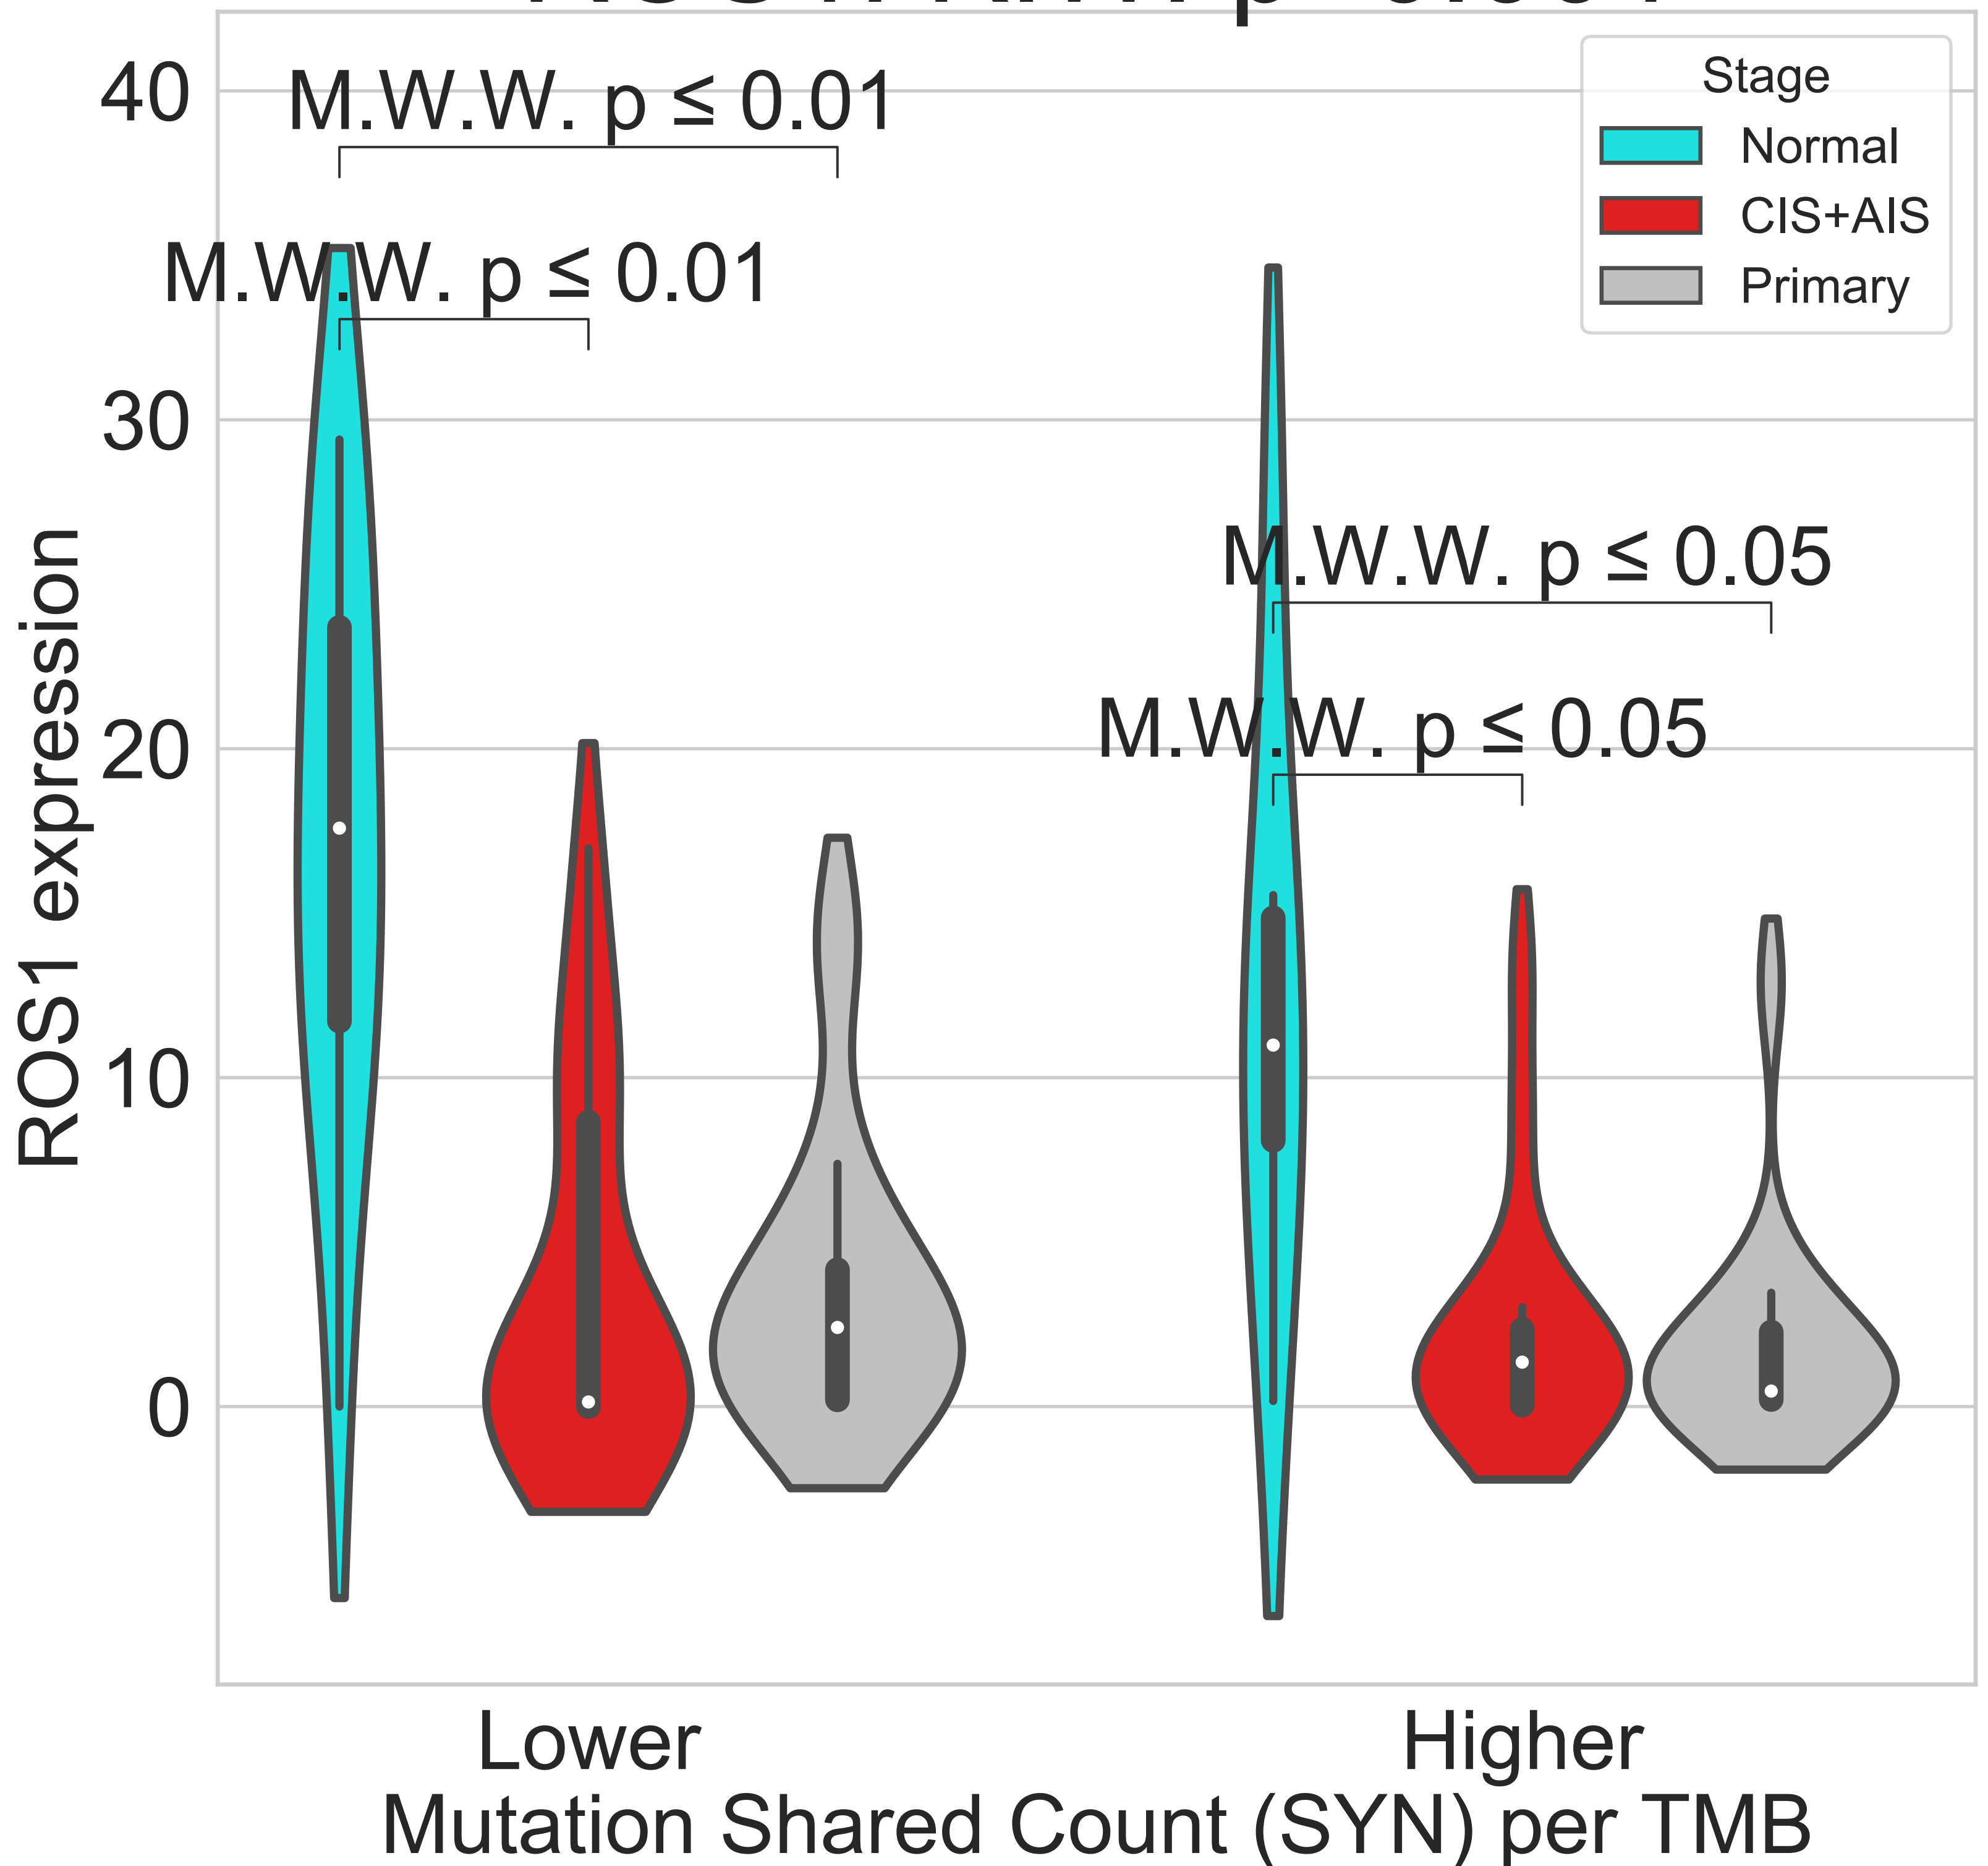 40
M.W.W. p ≤ 0.01
Stage
Normal
CIS+AIS
Primary
M.W.W. p ≤ 0.01
30
M.W.W. p ≤ 0.05
M.W.W. p ≤ 0.05
20
10
0
ROS1 expression
Lower
Higher
Mutation Shared Count (SYN) per TMB